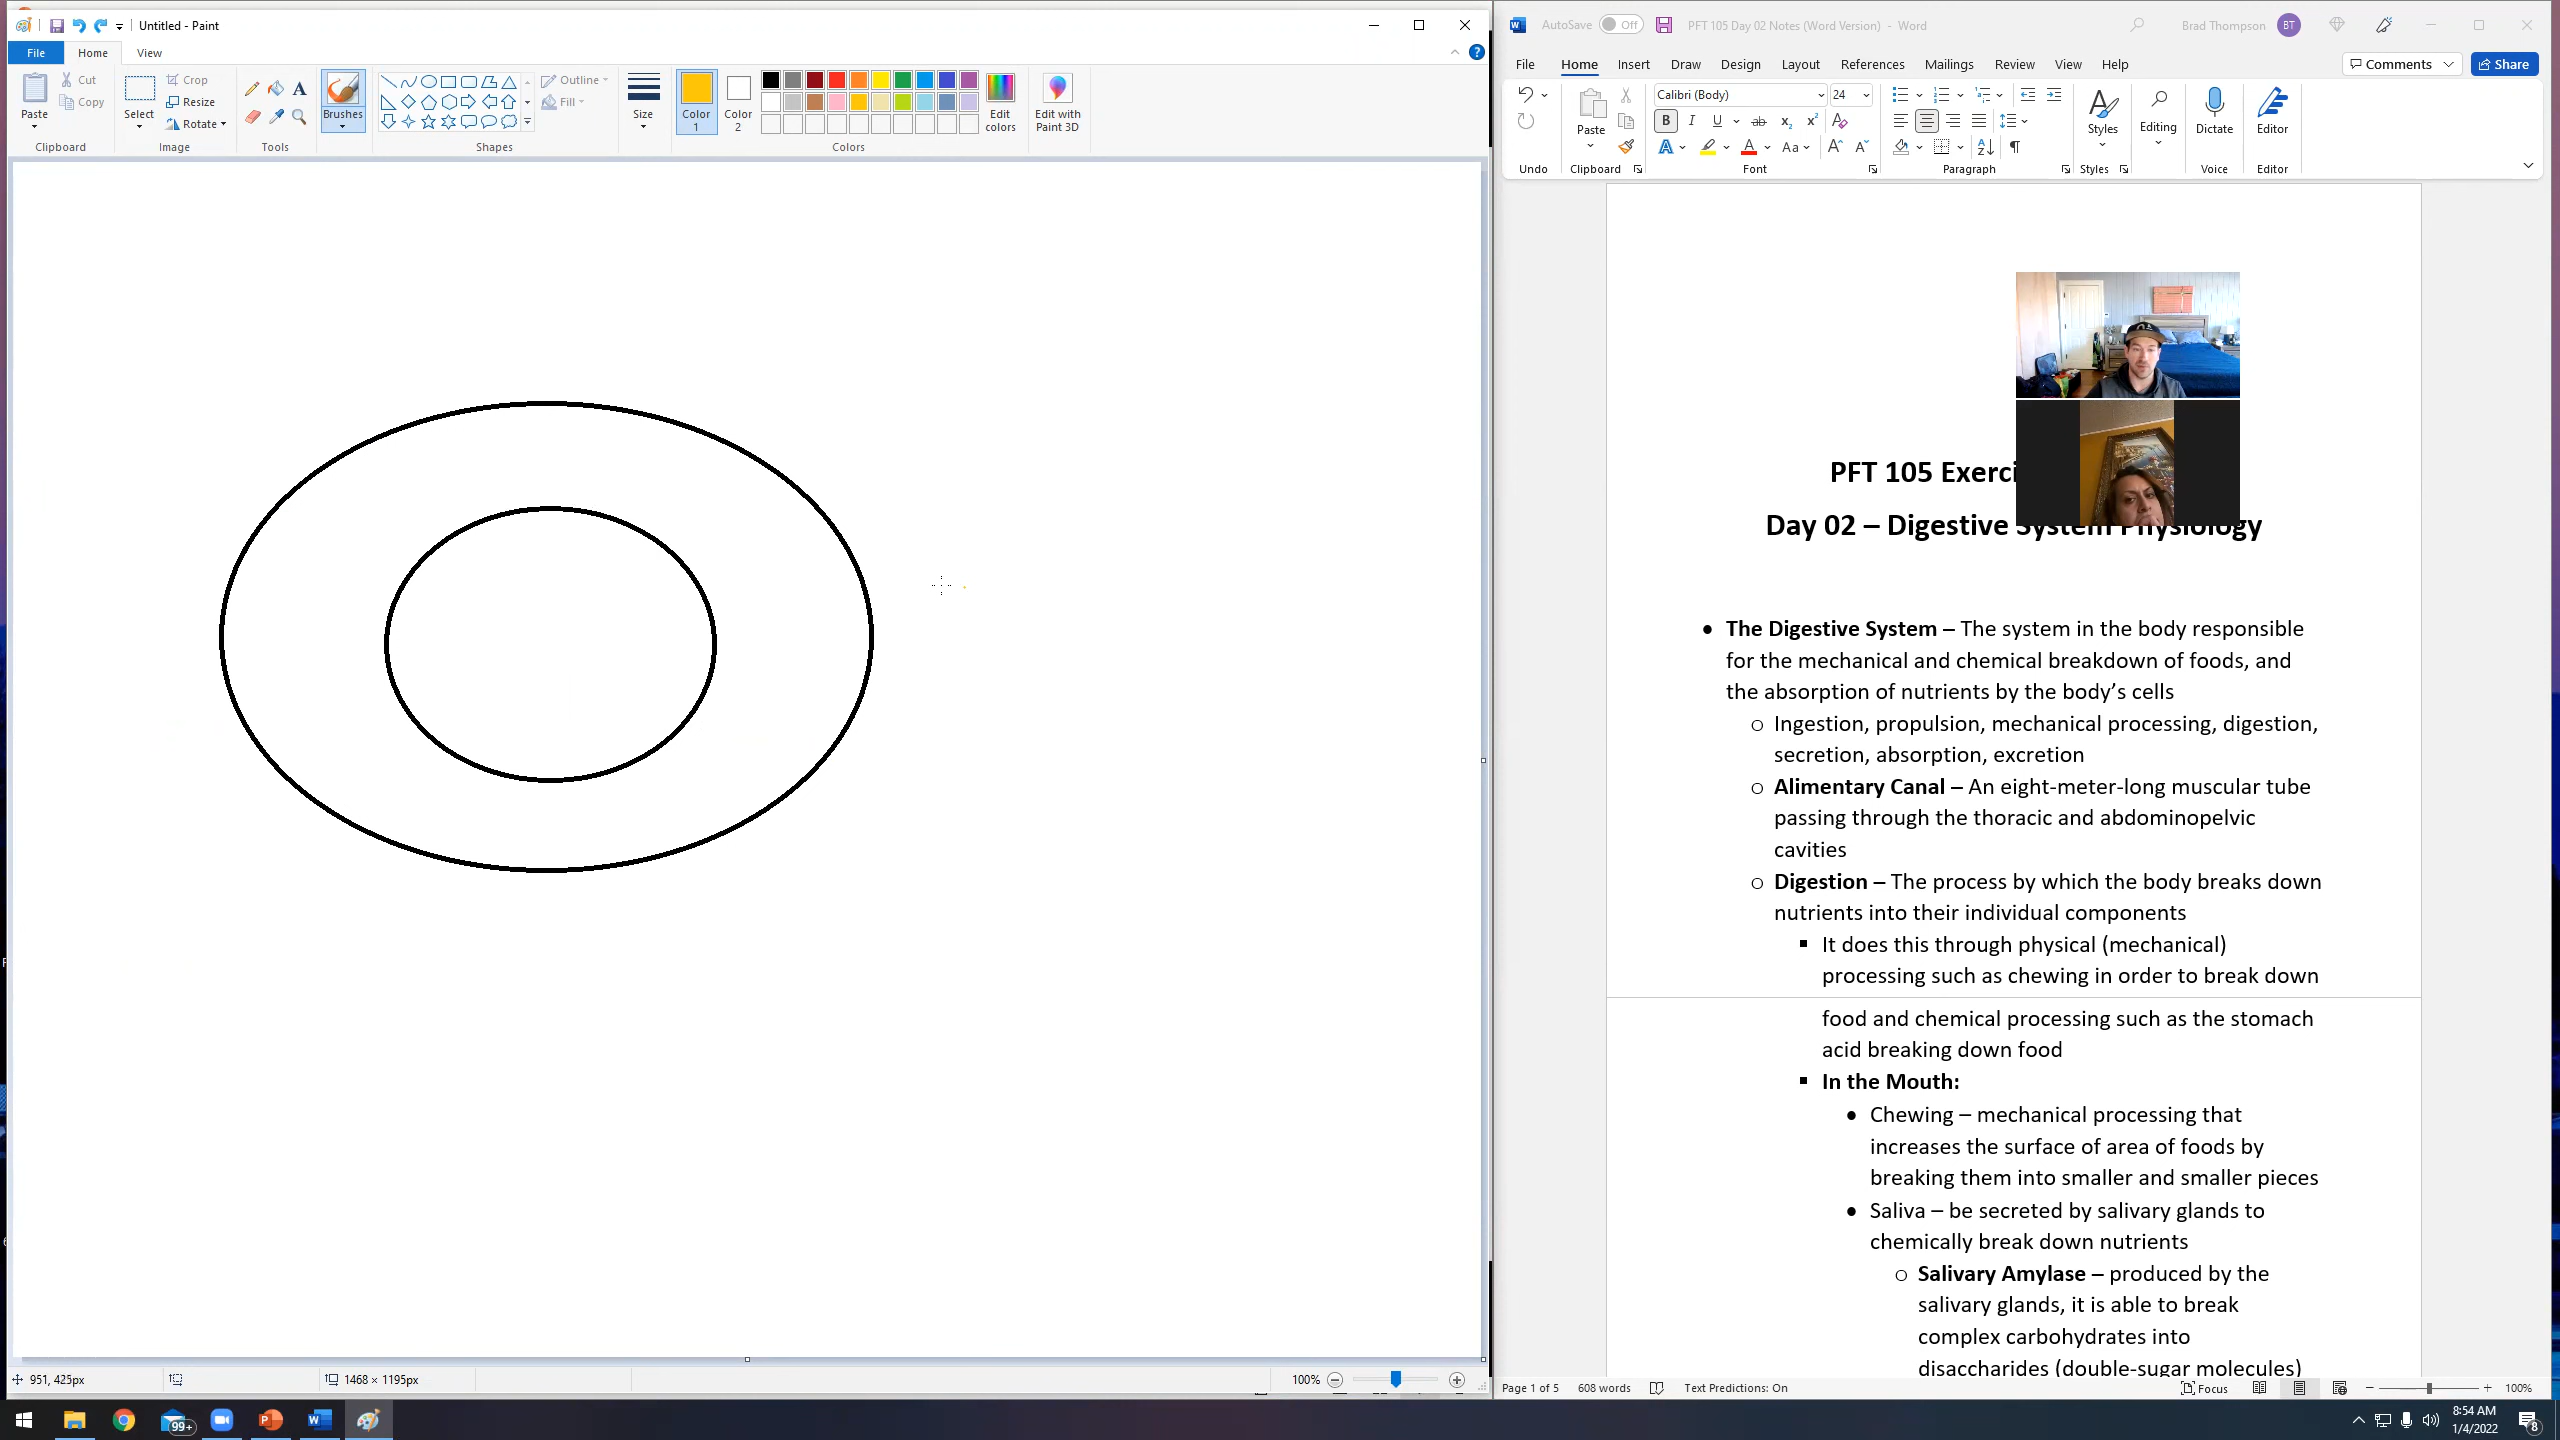 Untitled - Paint
File Home View
Paste Cut Copy Clipboard
Select Crop Resize Rotate Image
Tools
Brushes
Shapes
Outline Fill
Size
Color 1 Color 2 Edit colors Colors
Edit with Paint 3D
951, 425px 1468 × 1195px 100%
AutoSave Off PFT 105 Day 02 Notes (Word Version) - Word Brad Thompson BT
File Home Insert Draw Design Layout References Mailings Review View Help Comments Share
Calibri (Body) 24
Paste Styles Editing Dictate Editor
Undo Clipboard Font Paragraph Styles Voice Editor
PFT 105 Exerci
Day 02 – Digestive System Physiology
• The Digestive System – The system in the body responsible
for the mechanical and chemical breakdown of foods, and
the absorption of nutrients by the body’s cells
o Ingestion, propulsion, mechanical processing, digestion,
secretion, absorption, excretion
o Alimentary Canal – An eight-meter-long muscular tube
passing through the thoracic and abdominopelvic
cavities
o Digestion – The process by which the body breaks down
nutrients into their individual components
▪ It does this through physical (mechanical)
processing such as chewing in order to break down
food and chemical processing such as the stomach
acid breaking down food
▪ In the Mouth:
• Chewing – mechanical processing that
increases the surface of area of foods by
breaking them into smaller and smaller pieces
• Saliva – be secreted by salivary glands to
chemically break down nutrients
o Salivary Amylase – produced by the
salivary glands, it is able to break
complex carbohydrates into
disaccharides (double-sugar molecules)
Page 1 of 5 608 words Text Predictions: On Focus 100%
99+
8:54 AM
1/4/2022
8